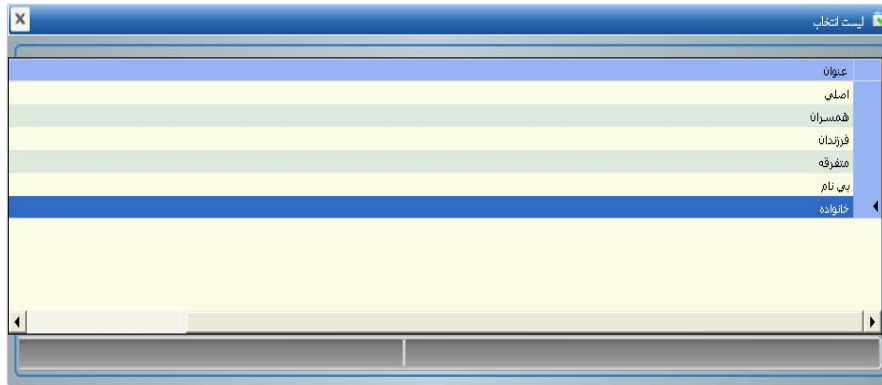 لیست انتخاب
عنوان
اصلي
همسران
فرزندان
متفرقه
بي نام
خانواده